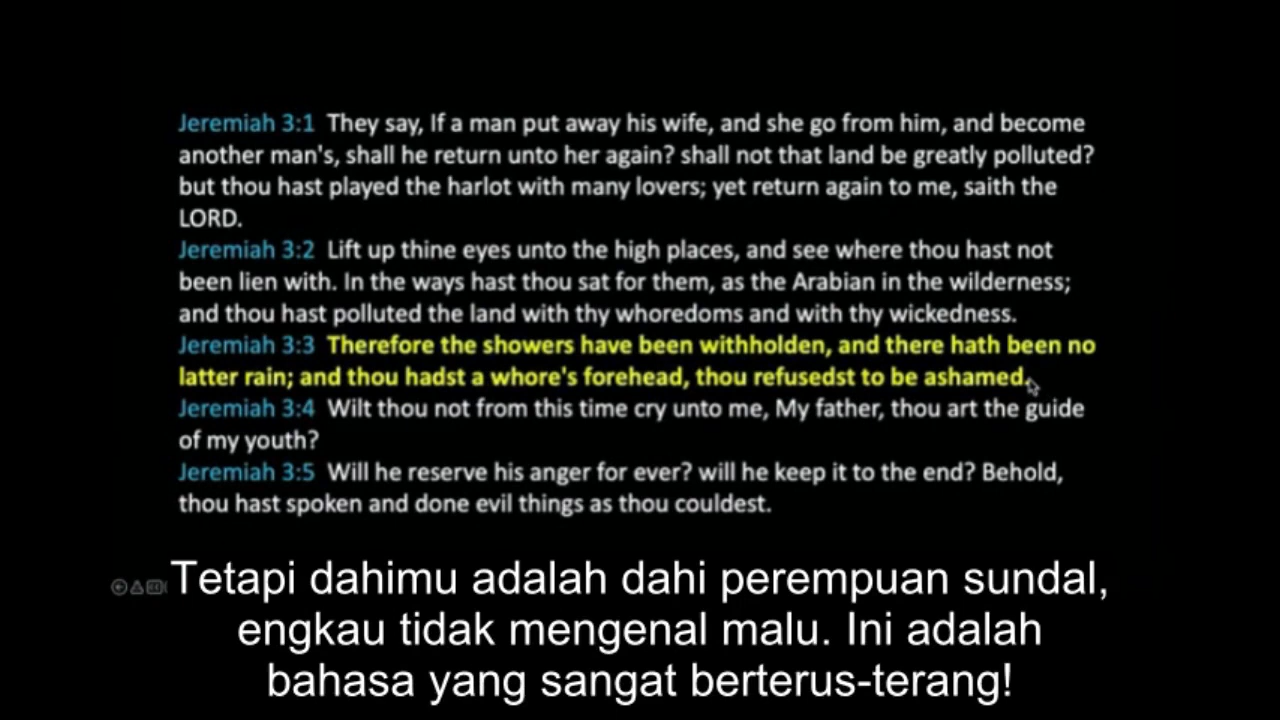 Jeremiah 3:1 They say, If a man put away his wife, and she go from him, and become
another man's, shall he return unto her again? shall not that land be greatly polluted?
but thou hast played the harlot with many lovers; yet return again to me, saith the
LORD.
Jeremiah 3:2 Lift up thine eyes unto the high places, and see where thou hast not
been lien with. In the ways hast thou sat for them, as the Arabian in the wilderness;
and thou hast polluted the land with thy whoredoms and with thy wickedness.
Jeremiah 3:3 Therefore the showers have been withholden, and there hath been no
latter rain; and thou hadst a whore's forehead, thou refusedst to be ashamed.
Jeremiah 3:4 Wilt thou not from this time cry unto me, My father, thou art the guide
of my youth?
Jeremiah 3:5 Will he reserve his anger for ever? will he keep it to the end? Behold,
thou hast spoken and done evil things as thou couldest.
Tetapi dahimu adalah dahi perempuan sundal,
engkau tidak mengenal malu. Ini adalah
bahasa yang sangat berterus-terang!